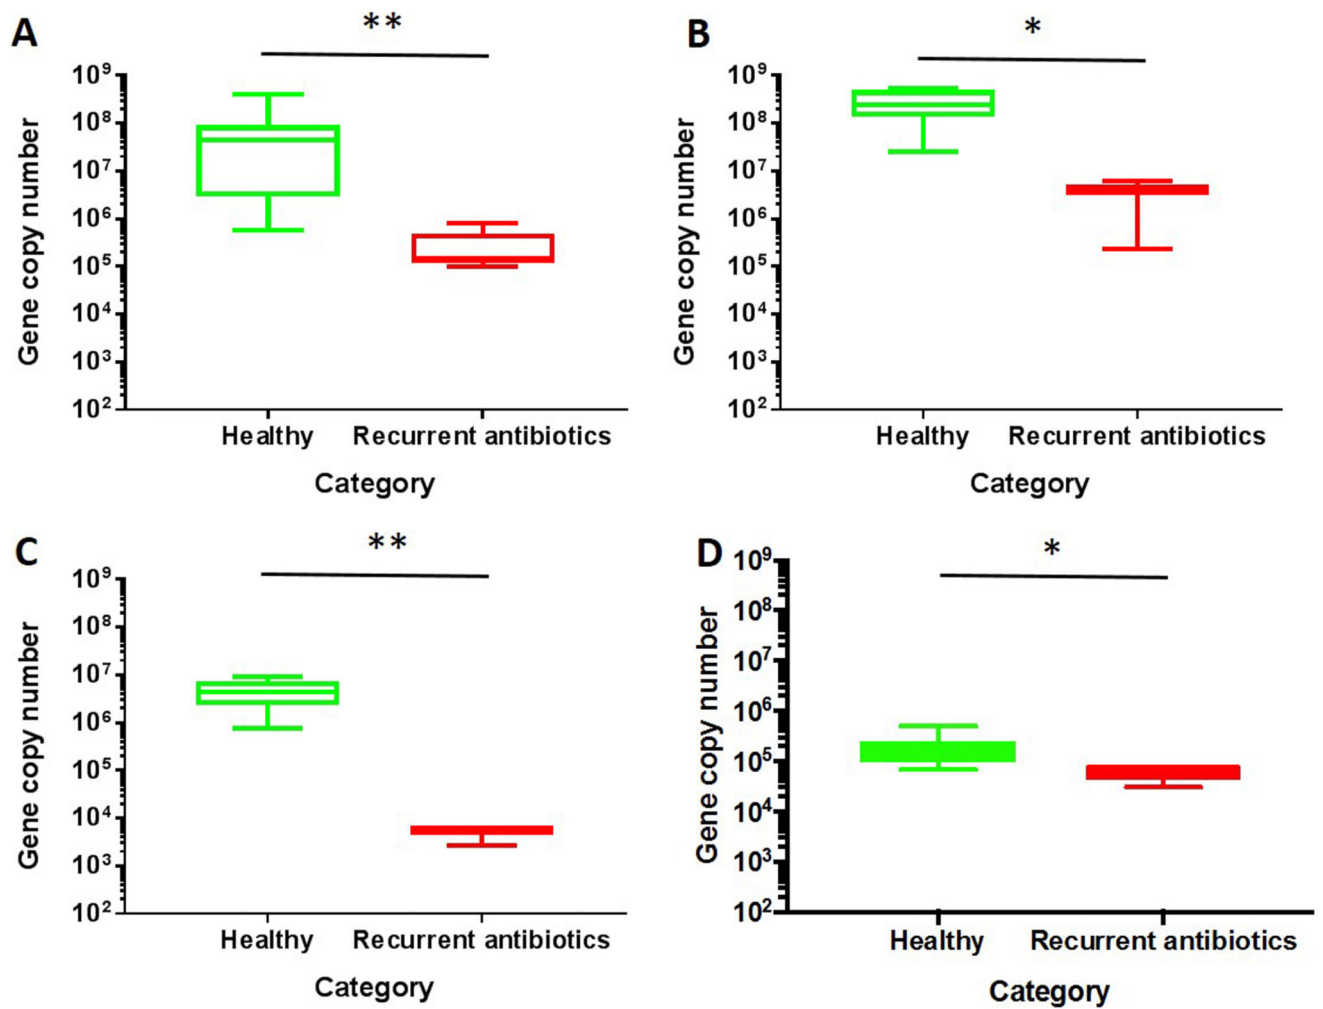 A
**
Gene copy number
10⁹
10⁸
10⁷
10⁶
10⁵
10⁴
10³
10²
Healthy
Recurrent antibiotics
Category
B
*
Gene copy number
10⁹
10⁸
10⁷
10⁶
10⁵
10⁴
10³
10²
Healthy
Recurrent antibiotics
Category
C
**
Gene copy number
10⁹
10⁸
10⁷
10⁶
10⁵
10⁴
10³
10²
Healthy
Recurrent antibiotics
Category
D
*
Gene copy number
10⁹
10⁸
10⁷
10⁶
10⁵
10⁴
10³
10²
Healthy
Recurrent antibiotics
Category